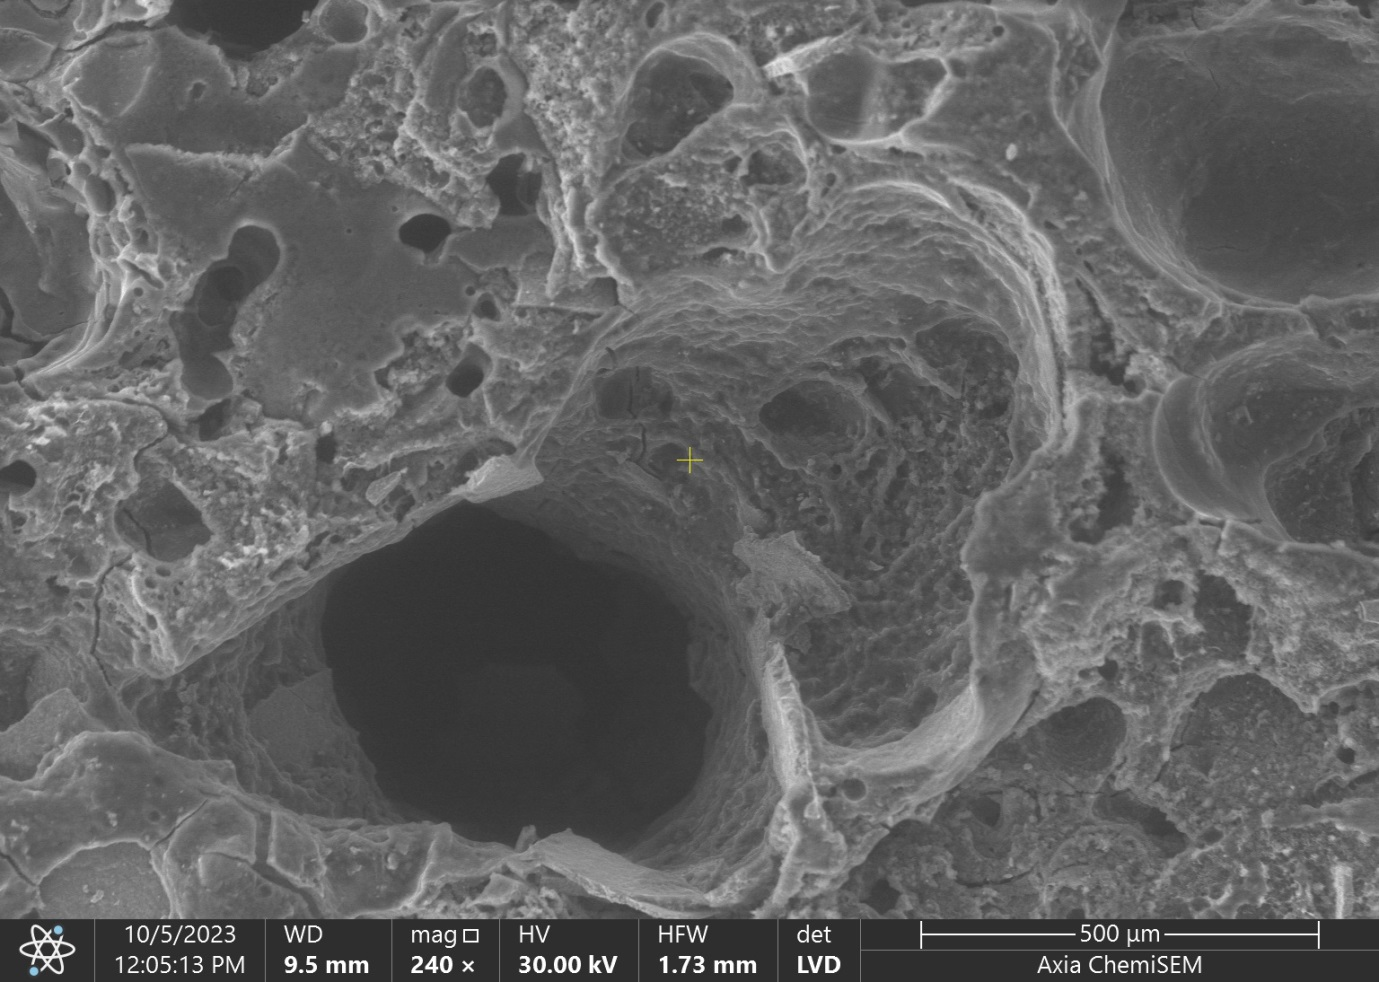 10/5/2023
12:05:13 PM
WD
9.5 mm
mag □
240 ×
HV
30.00 kV
HFW
1.73 mm
det
LVD
500 µm
Axia ChemiSEM